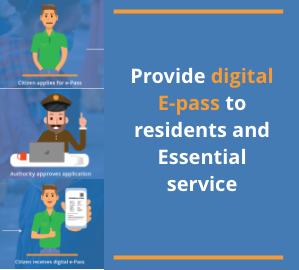 Citizen applies for e-Pass
Authority approves application
Citizen receives digital e-Pass
Provide digital
E-pass to
residents and
Essential
service